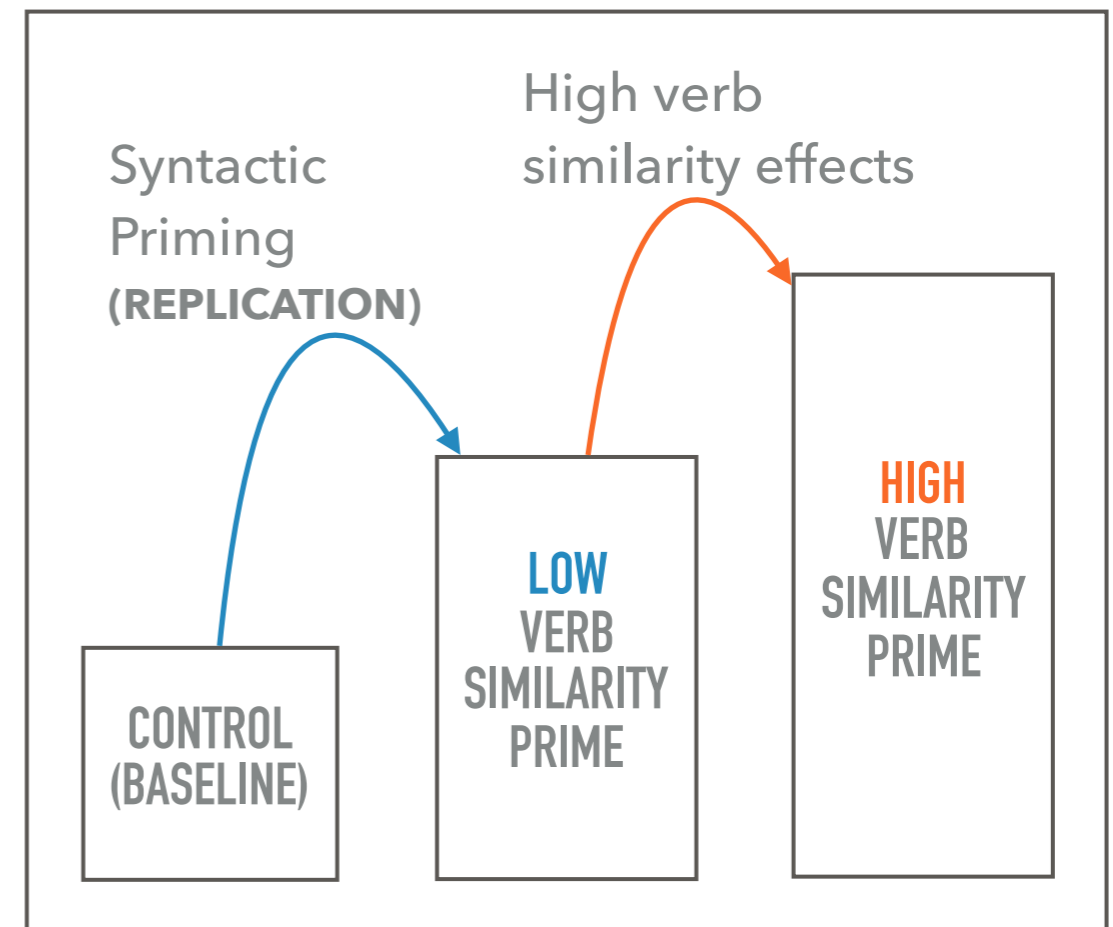 Syntactic
Priming
(REPLICATION)
High verb
similarity effects
CONTROL
(BASELINE)
LOW
VERB
SIMILARITY
PRIME
HIGH
VERB
SIMILARITY
PRIME